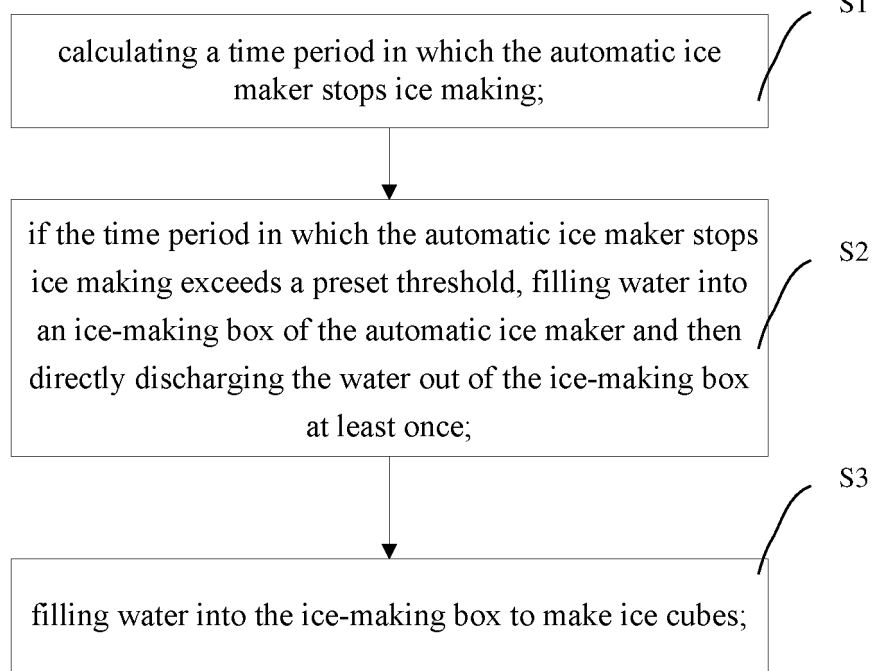 S1
calculating a time period in which the automatic ice
maker stops ice making;
if the time period in which the automatic ice maker stops
ice making exceeds a preset threshold, filling water into
an ice-making box of the automatic ice maker and then
directly discharging the water out of the ice-making box
at least once;
S2
filling water into the ice-making box to make ice cubes;
S3